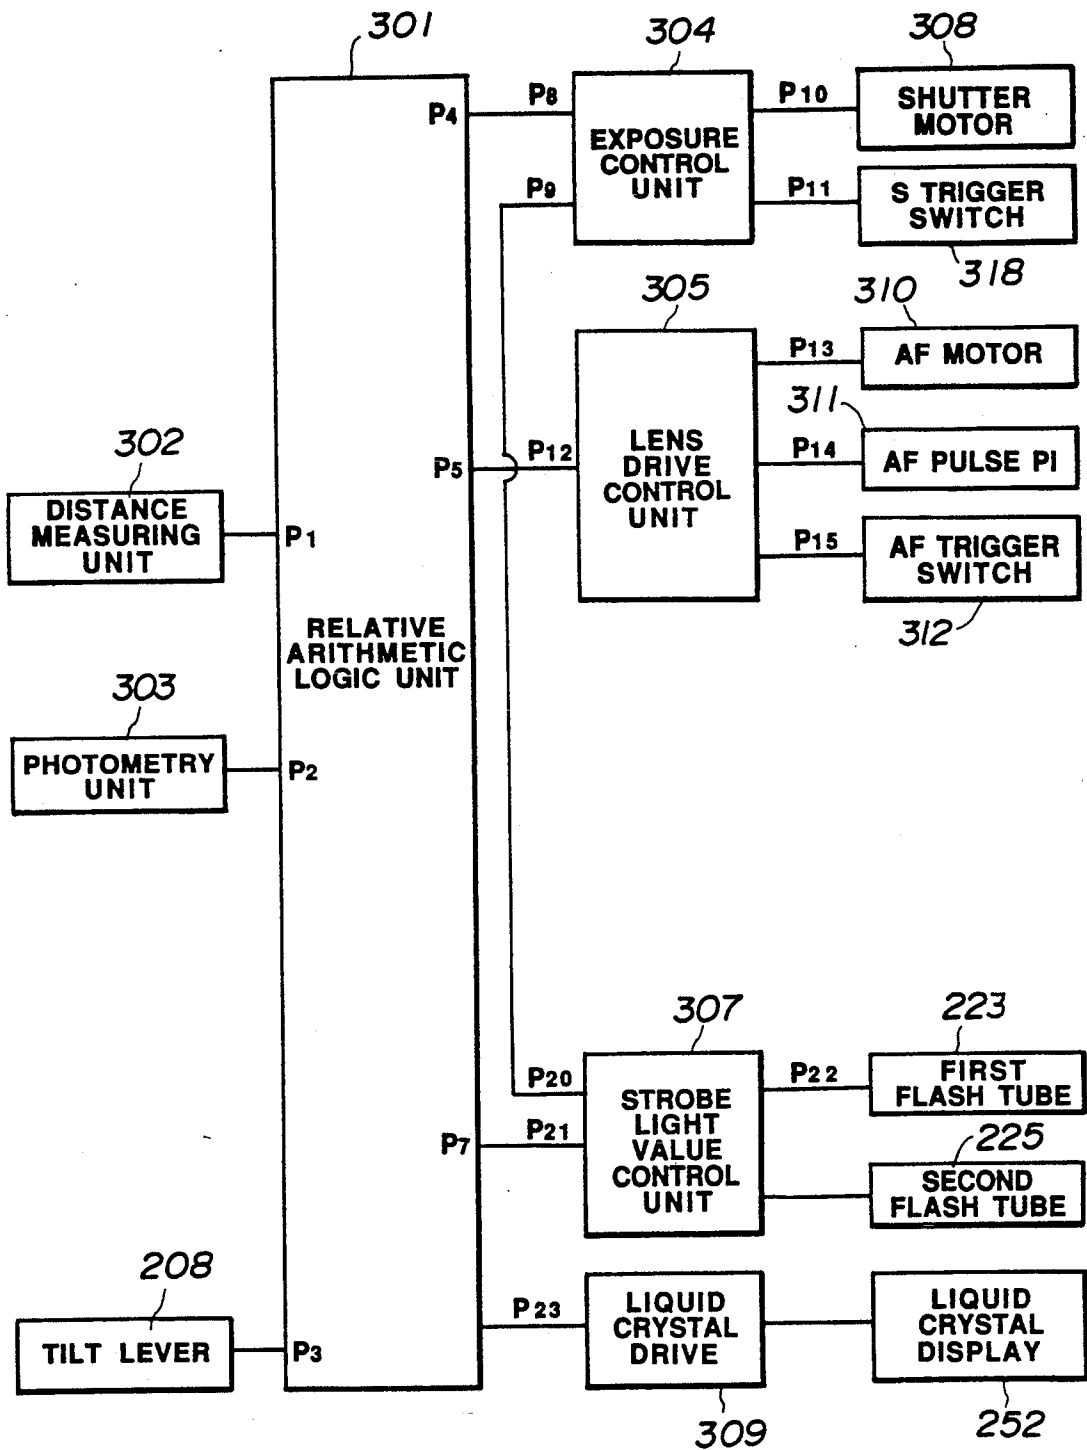 301
304
308
P4
P8
EXPOSURE
CONTROL
UNIT
P10
SHUTTER
MOTOR
P9
P11
S TRIGGER
SWITCH
318
305
310
P13
AF MOTOR
311
302
P5
P12
LENS
DRIVE
CONTROL
UNIT
P14
AF PULSE PI
DISTANCE
MEASURING
UNIT
P1
P15
AF TRIGGER
SWITCH
312
RELATIVE
ARITHMETIC
LOGIC UNIT
303
PHOTOMETRY
UNIT
P2
307
223
P20
P22
FIRST
FLASH TUBE
P7
P21
STROBE
LIGHT
VALUE
CONTROL
UNIT
225
SECOND
FLASH TUBE
208
TILT LEVER
P3
P23
LIQUID
CRYSTAL
DRIVE
LIQUID
CRYSTAL
DISPLAY
309
252